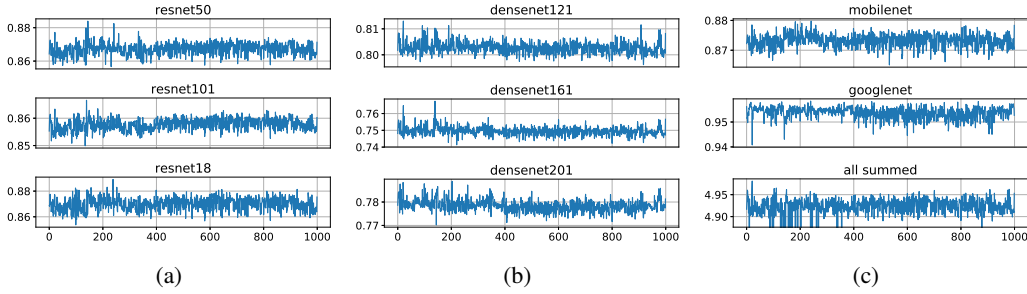 resnet50
0.88
0.86
resnet101
0.86
0.85
resnet18
0.88
0.86
0 200 400 600 800 1000
(a)
densenet121
0.81
0.80
densenet161
0.76
0.75
0.74
densenet201
0.78
0.77
0 200 400 600 800 1000
(b)
mobilenet
0.88
0.87
googlenet
0.95
0.94
all summed
4.95
4.90
0 200 400 600 800 1000
(c)